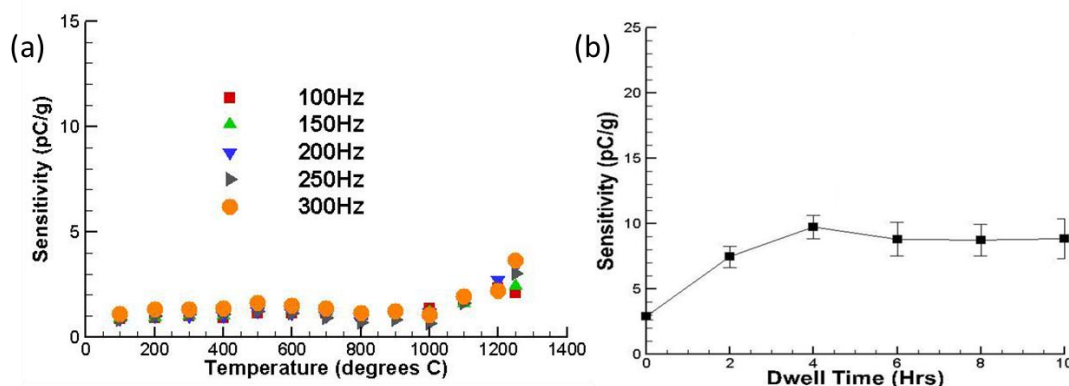 (a)
Sensitivity (pC/g)
15
10
5
0
100Hz
150Hz
200Hz
250Hz
300Hz
0 200 400 600 800 1000 1200 1400
Temperature (degrees C)
(b)
Sensitivity (pC/g)
25
20
15
10
5
0
0 2 4 6 8 10
Dwell Time (Hrs)